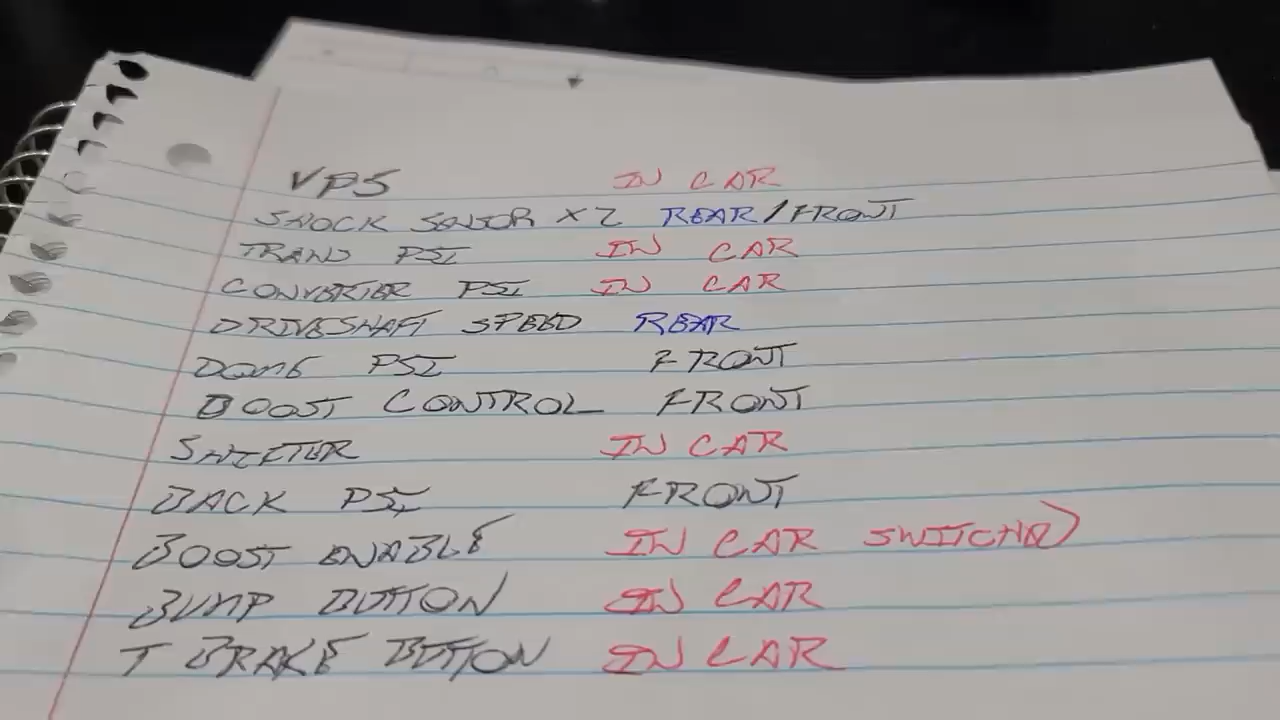 VPS IN CAR
SHOCK SENSOR X2 REAR/FRONT
TRANS PSI IN CAR
CONVERTER PSI IN CAR
DRIVESHAFT SPEED REAR
DOME PSI FRONT
BOOST CONTROL FRONT
SHIFTER IN CAR
BACK PSI FRONT
BOOST ENABLE IN CAR
BUMP BUTTON IN CAR
T BRAKE BUTTON IN CAR